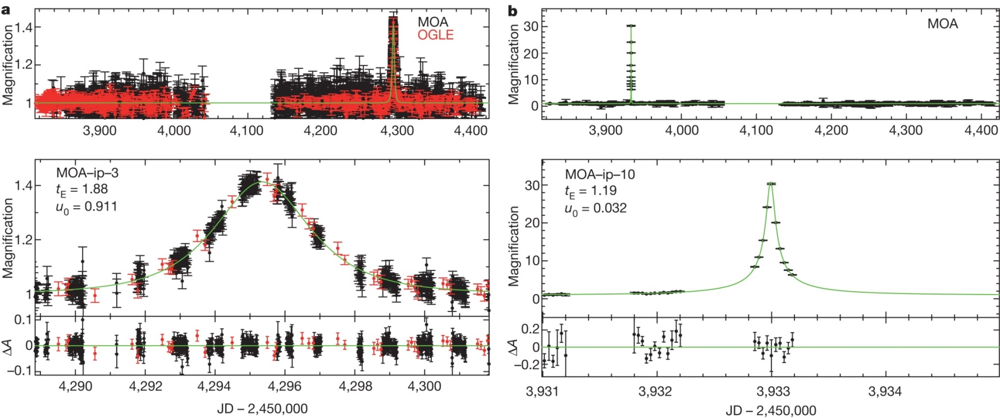 a
Magnification
1.4
1.2
1
MOA
OGLE
3,900 4,000 4,100 4,200 4,300 4,400
MOA–ip–3
tE = 1.88
u0 = 0.911
Magnification
1.4
1.2
1
ΔA
0.1
0
–0.1
4,290 4,292 4,294 4,296 4,298 4,300
JD – 2,450,000
b
Magnification
30
20
10
0
MOA
3,900 4,000 4,100 4,200 4,300 4,400
MOA–ip–10
tE = 1.19
u0 = 0.032
Magnification
30
20
10
0
ΔA
0.2
0
–0.2
3,931 3,932 3,933 3,934
JD – 2,450,000